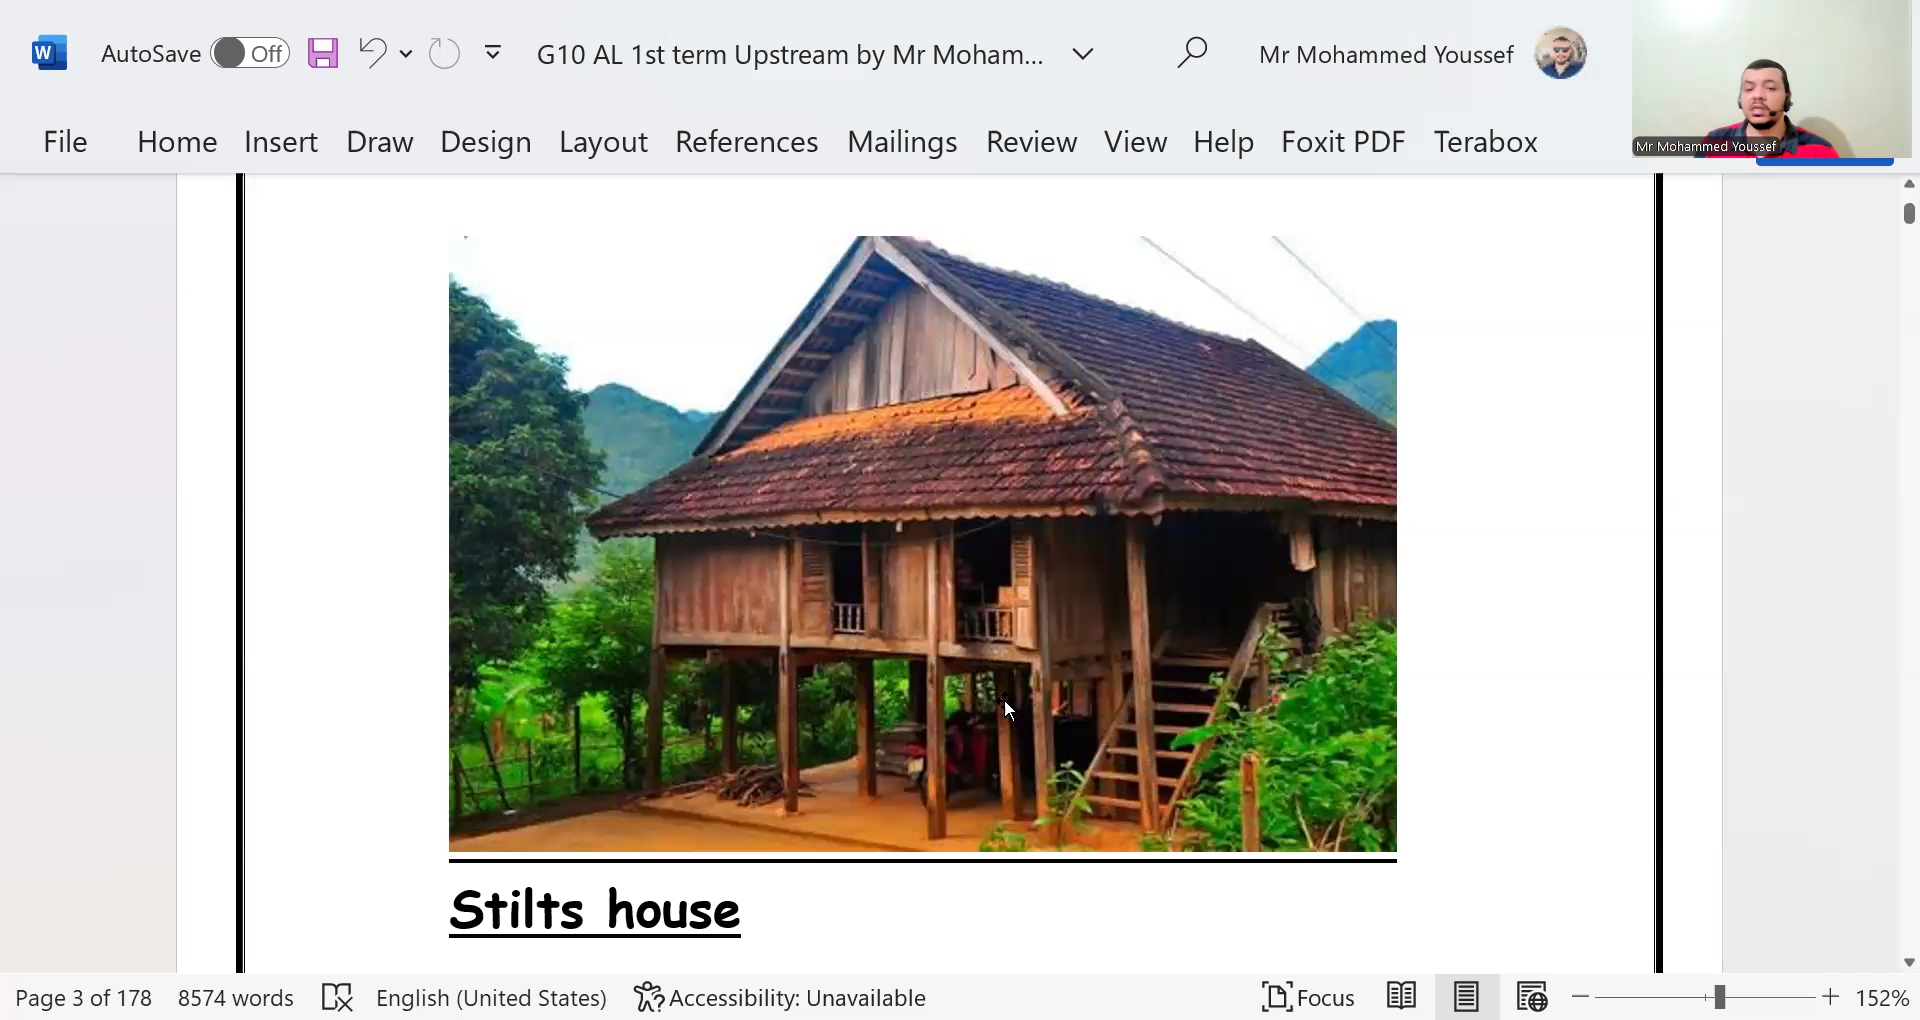 W
AutoSave Off
G10 AL 1st term Upstream by Mr Moham...
Mr Mohammed Youssef
File Home Insert Draw Design Layout References Mailings Review View Help Foxit PDF Terabox
Mr Mohammed Youssef
Stilts house
Page 3 of 178 8574 words English (United States) Accessibility: Unavailable Focus 152%